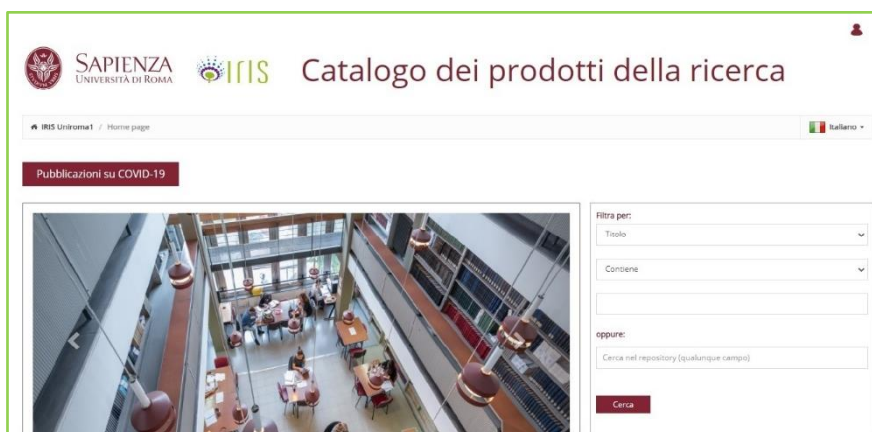 SAPIENZA
UNIVERSITÀ DI ROMA
IRIS
Catalogo dei prodotti della ricerca
IRIS Uniroma1 / Home page
Italiano
Pubblicazioni su COVID-19
Filtra per:
Titolo
Contiene
oppure:
Cerca nel repository (qualunque campo)
Cerca